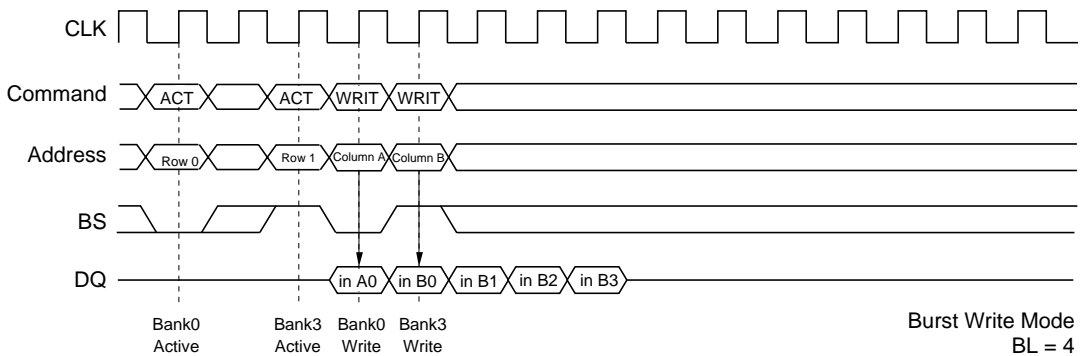 CLK
Command ACT ACT WRIT WRIT
Address Row 0 Row 1 Column A Column B
BS
DQ in A0 in B0 in B1 in B2 in B3
Bank0 Bank3 Bank0 Bank3
Active Active Write Write
Burst Write Mode
BL = 4